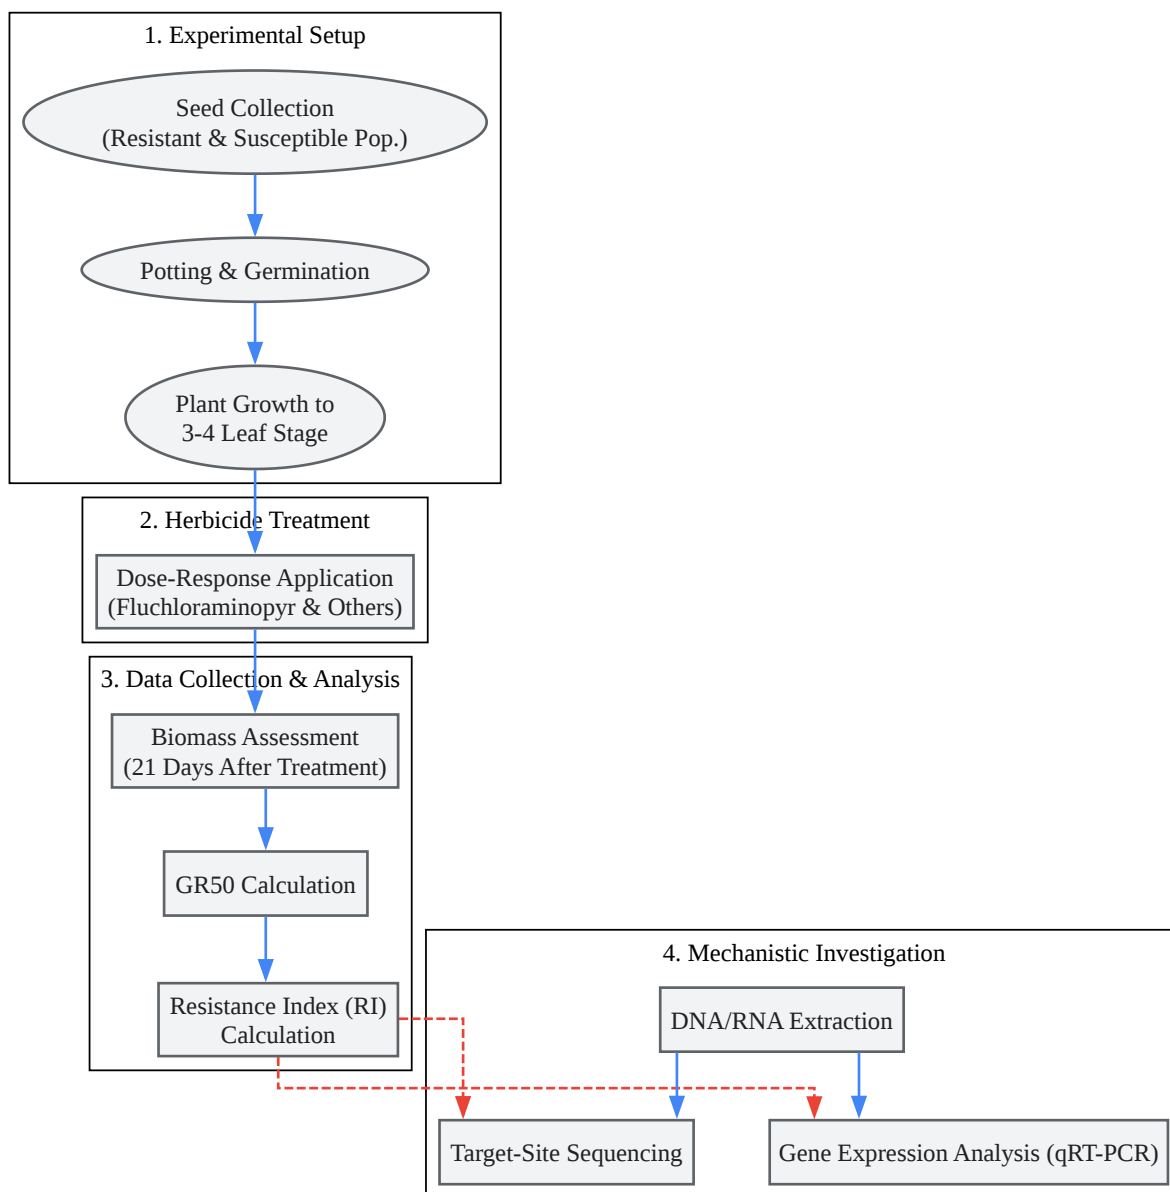 1. Experimental Setup
Seed Collection
(Resistant & Susceptible Pop.)
Potting & Germination
Plant Growth to
3-4 Leaf Stage
2. Herbicide Treatment
Dose-Response Application
(Fluchloraminopyr & Others)
3. Data Collection & Analysis
Biomass Assessment
(21 Days After Treatment)
GR50 Calculation
Resistance Index (RI)
Calculation
4. Mechanistic Investigation
DNA/RNA Extraction
Target-Site Sequencing
Gene Expression Analysis (qRT-PCR)